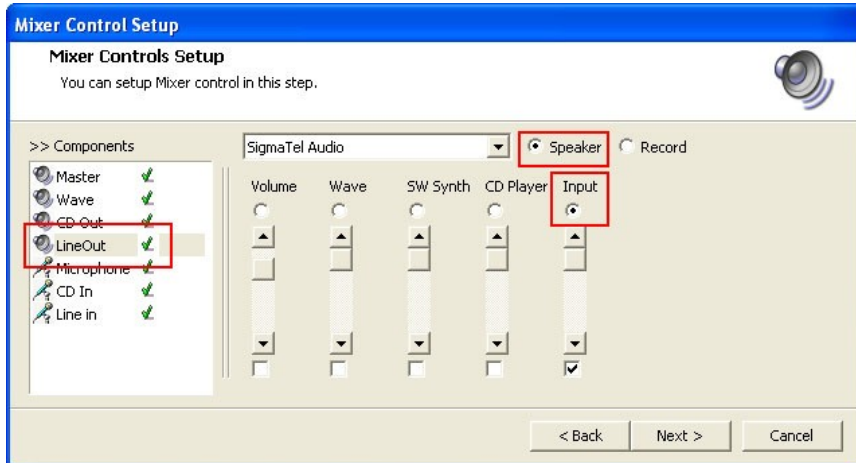 Mixer Control Setup
Mixer Controls Setup
You can setup Mixer control in this step.
>> Components
SigmaTel Audio
Speaker
Record
Master
Wave
CD Out
LineOut
Microphone
CD In
Line in
Volume Wave SW Synth CD Player Input
< Back Next > Cancel